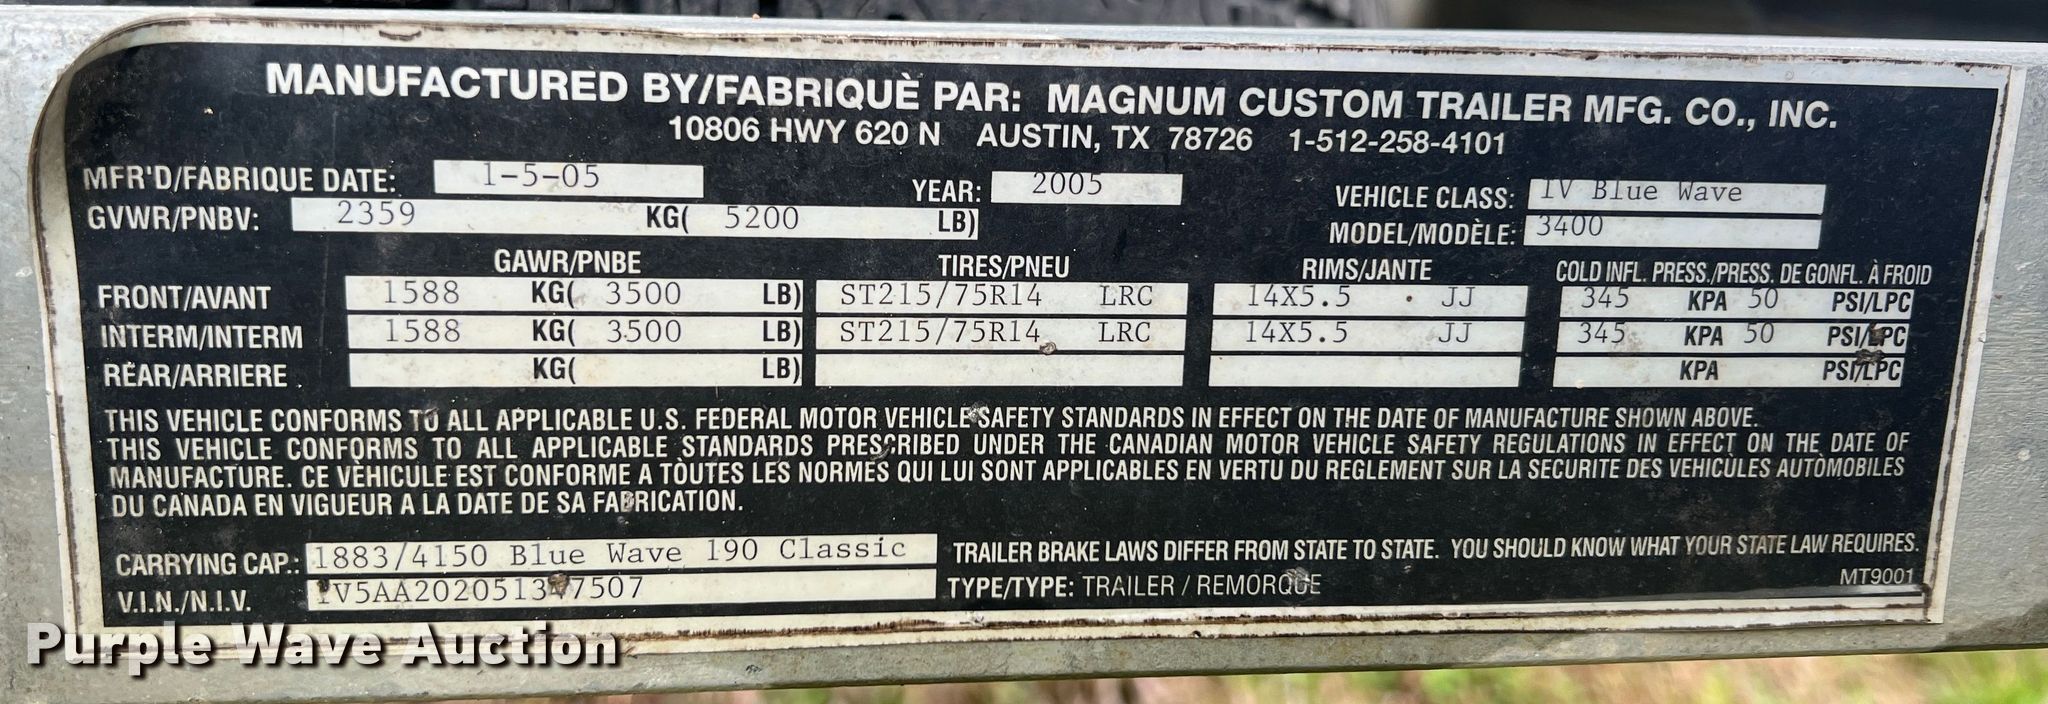 MANUFACTURED BY/FABRIQUÈ PAR: MAGNUM CUSTOM TRAILER MFG. CO., INC.
10806 HWY 620 N AUSTIN, TX 78726 1-512-258-4101
MFR'D/FABRIQUE DATE: 1-5-05 YEAR: 2005 VEHICLE CLASS: 1V Blue Wave
GVWR/PNBV: 2359 KG( 5200 LB) MODEL/MODÈLE: 3400
GAWR/PNBE TIRES/PNEU RIMS/JANTE COLD INFL. PRESS./PRESS. DE GONFL. À FROID
FRONT/AVANT 1588 KG( 3500 LB) ST215/75R14 LRC 14X5.5 JJ 345 KPA 50 PSI/LPC
INTERM/INTERM 1588 KG( 3500 LB) ST215/75R14 LRC 14X5.5 JJ 345 KPA 50 PSI/LPC
REAR/ARRIERE KG( LB) KPA PSI/LPC
THIS VEHICLE CONFORMS TO ALL APPLICABLE U.S. FEDERAL MOTOR VEHICLE SAFETY STANDARDS IN EFFECT ON THE DATE OF MANUFACTURE SHOWN ABOVE.
THIS VEHICLE CONFORMS TO ALL APPLICABLE STANDARDS PRESCRIBED UNDER THE CANADIAN MOTOR VEHICLE SAFETY REGULATIONS IN EFFECT ON THE DATE OF
MANUFACTURE. CE VÈHICULE EST CONFORME A TÒUTES LES NORMES QUI LUI SONT APPLICABLES EN VERTU DU REGLEMENT SUR LA SECURITE DES VEHICULES AUTÒMOBILES
DU CANADA EN VIGUEUR A LA DATE DE SA FABRICATION.
CARRYING CAP.: 1883/4150 Blue Wave 190 Classic TRAILER BRAKE LAWS DIFFER FROM STATE TO STATE. YOU SHOULD KNOW WHAT YOUR STATE LAW REQUIRES.
V.I.N./N.I.V. TYPE/TYPE: TRAILER / REMORQUE MT9001
Purple Wave Auction